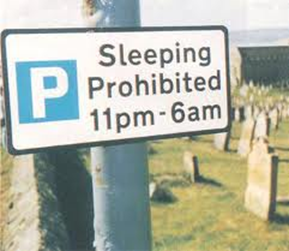 P
Sleeping
Prohibited
11pm - 6am